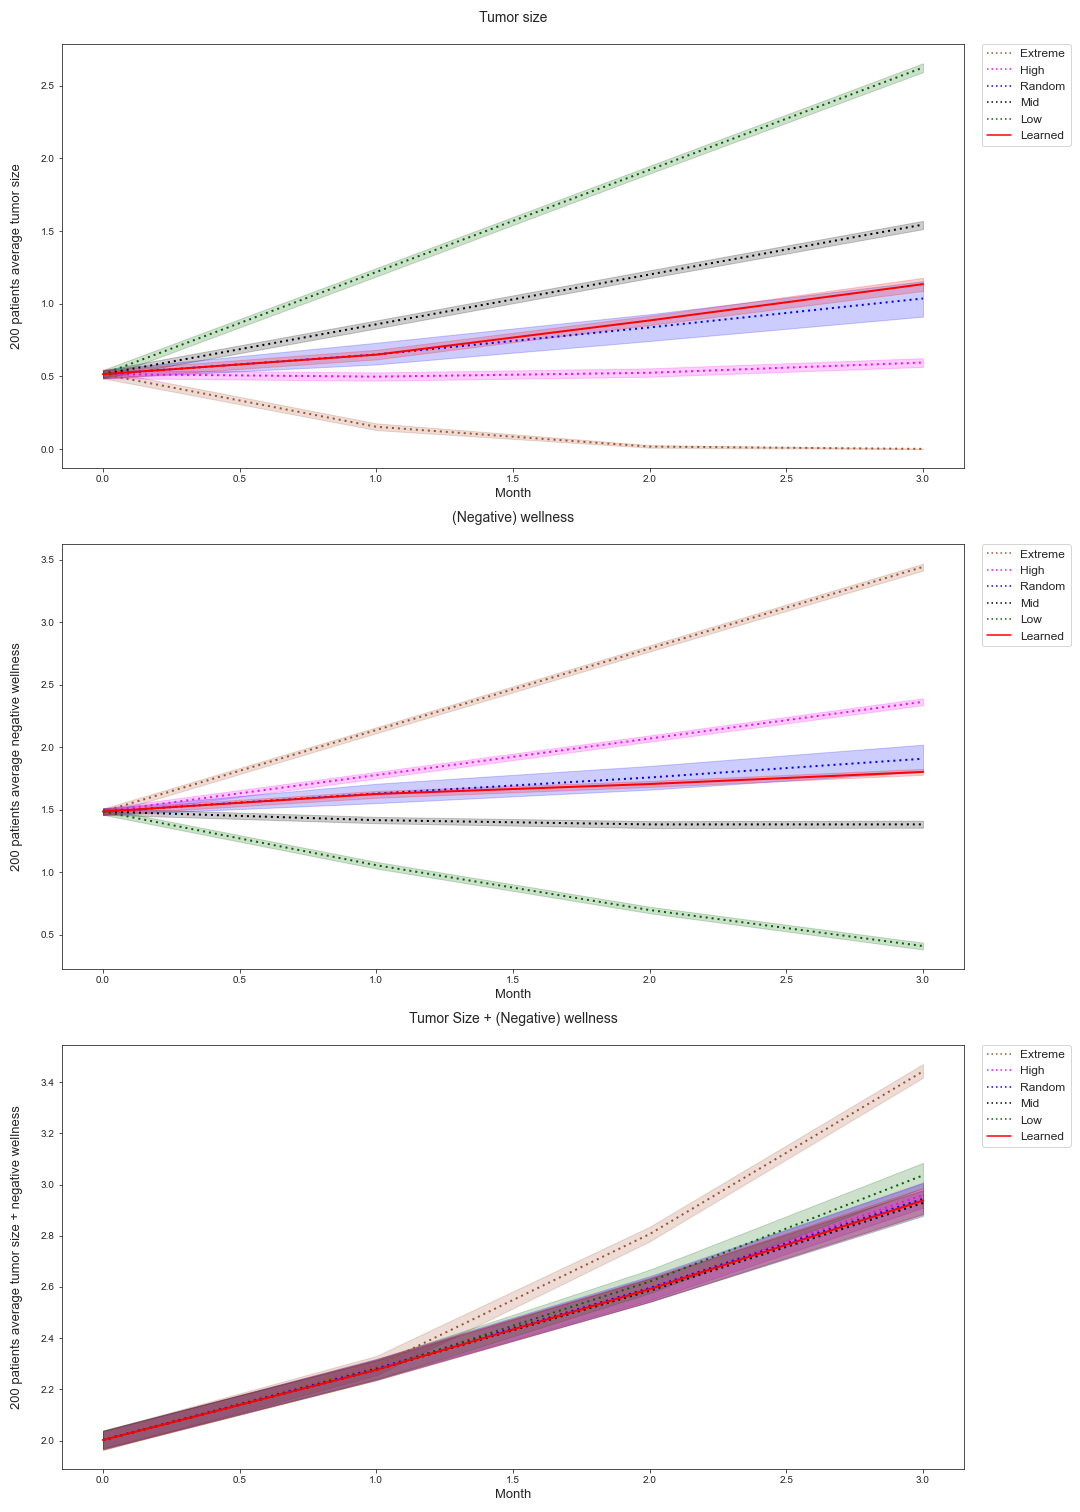 Tumor size
200 patients average tumor size
2.5
2.0
1.5
1.0
0.5
0.0
0.0 0.5 1.0 1.5 2.0 2.5 3.0
Month
Extreme
High
Random
Mid
Low
Learned
(Negative) wellness
200 patients average negative wellness
3.5
3.0
2.5
2.0
1.5
1.0
0.5
0.0 0.5 1.0 1.5 2.0 2.5 3.0
Month
Extreme
High
Random
Mid
Low
Learned
Tumor Size + (Negative) wellness
200 patients average tumor size + negative wellness
3.4
3.2
3.0
2.8
2.6
2.4
2.2
2.0
0.0 0.5 1.0 1.5 2.0 2.5 3.0
Month
Extreme
High
Random
Mid
Low
Learned